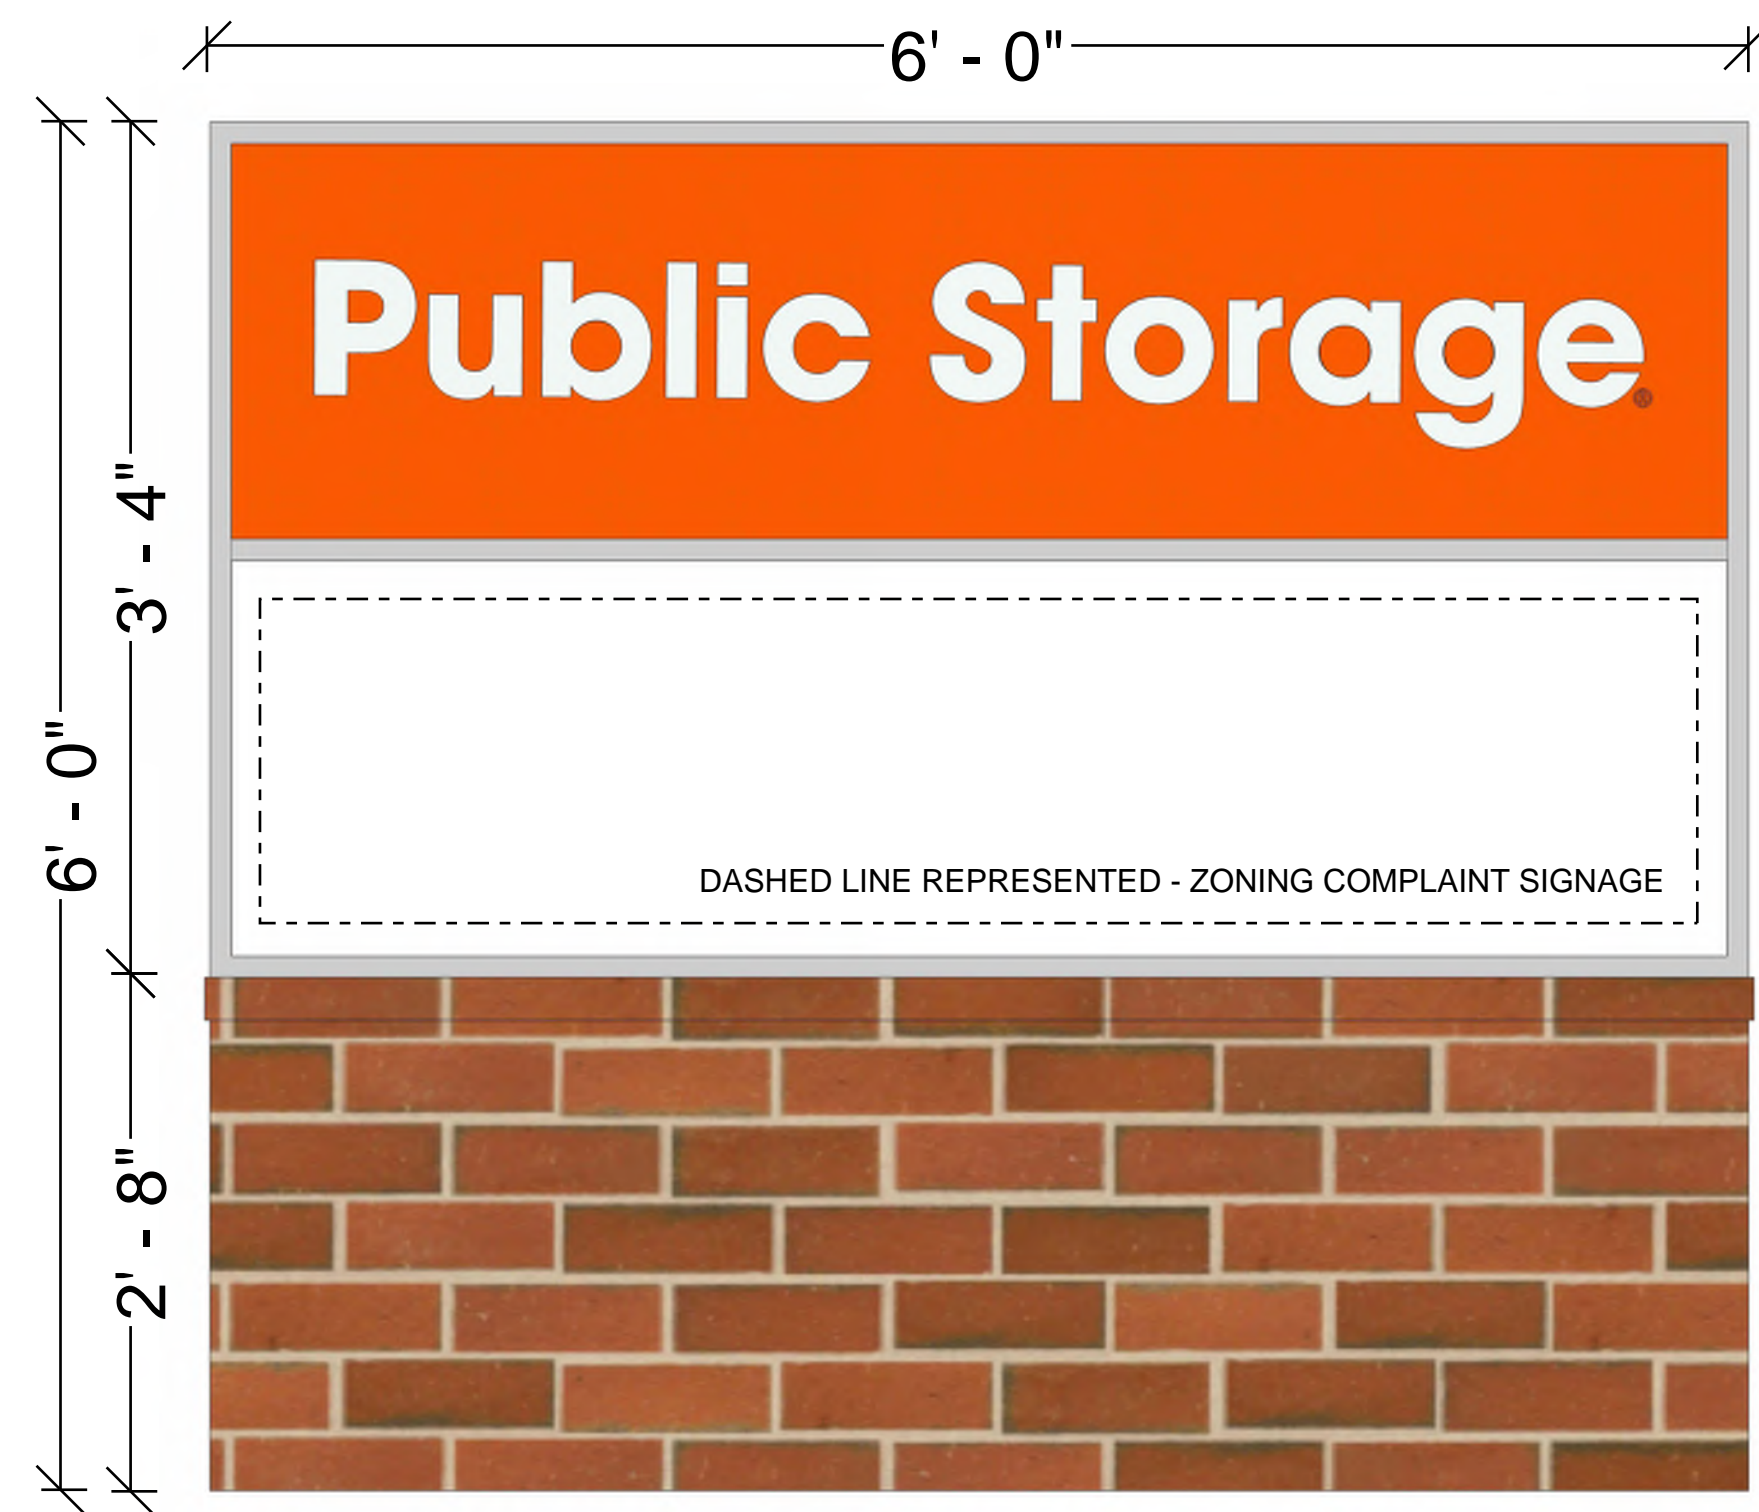 6' - 0"
3' - 4"
6' - 0"
2' - 8"
Public Storage®
DASHED LINE REPRESENTED - ZONING COMPLAINT SIGNAGE